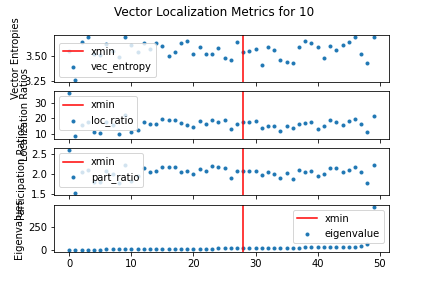 Vector Localization Metrics for 10
Vector Entropies
3.50
3.25
xmin
vec_entropy
Localization Ratios
30
20
10
xmin
loc_ratio
Participation Ratios
2.5
2.0
1.5
xmin
part_ratio
Eigenvalues
250
0
xmin
eigenvalue
0
10
20
30
40
50